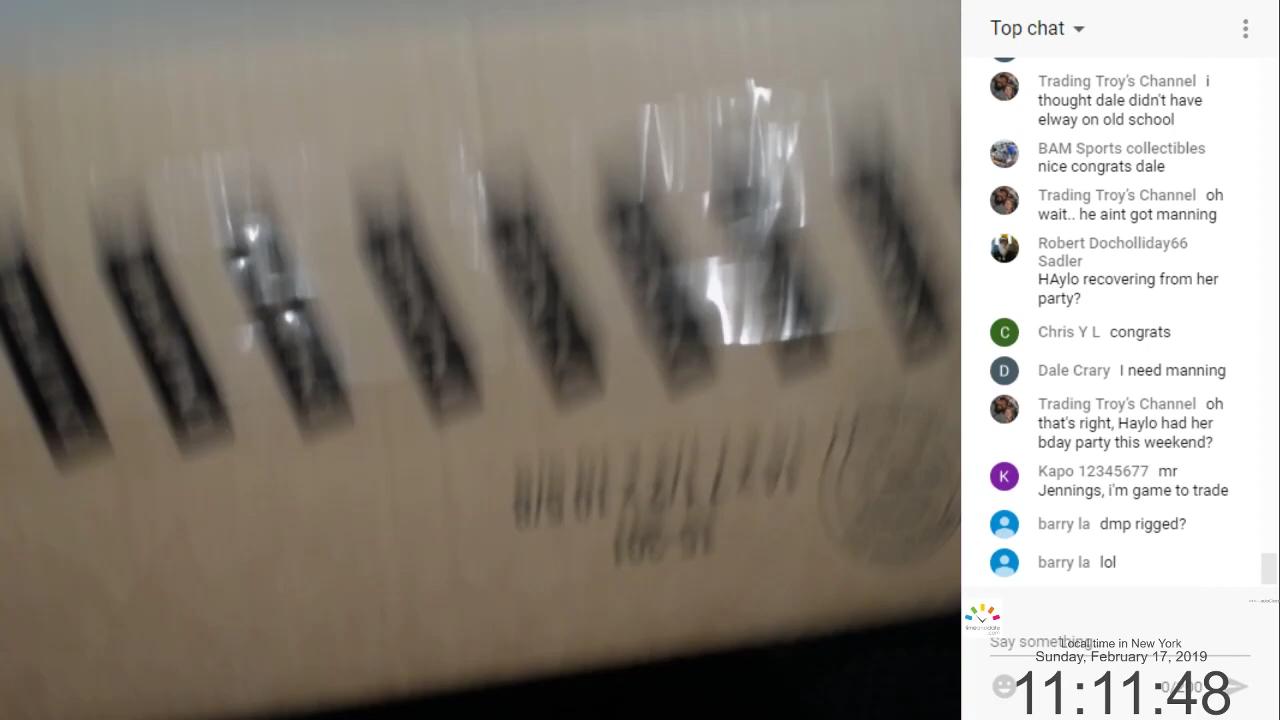 Top chat
Trading Troy's Channel i
thought dale didn't have
elway on old school
BAM Sports collectibles
nice congrats dale
Trading Troy's Channel oh
wait.. he aint got manning
Robert Docholliday66
Sadler
HAylo recovering from her
party?
C
Chris Y L congrats
D
Dale Crary I need manning
Trading Troy's Channel oh
that's right, Haylo had her
bday party this weekend?
K
Kapo 12345677 mr
Jennings, i'm game to trade
barry la dmp rigged?
barry la lol
Say something...
Local time in New York
Sunday, February 17, 2019
11:11:48